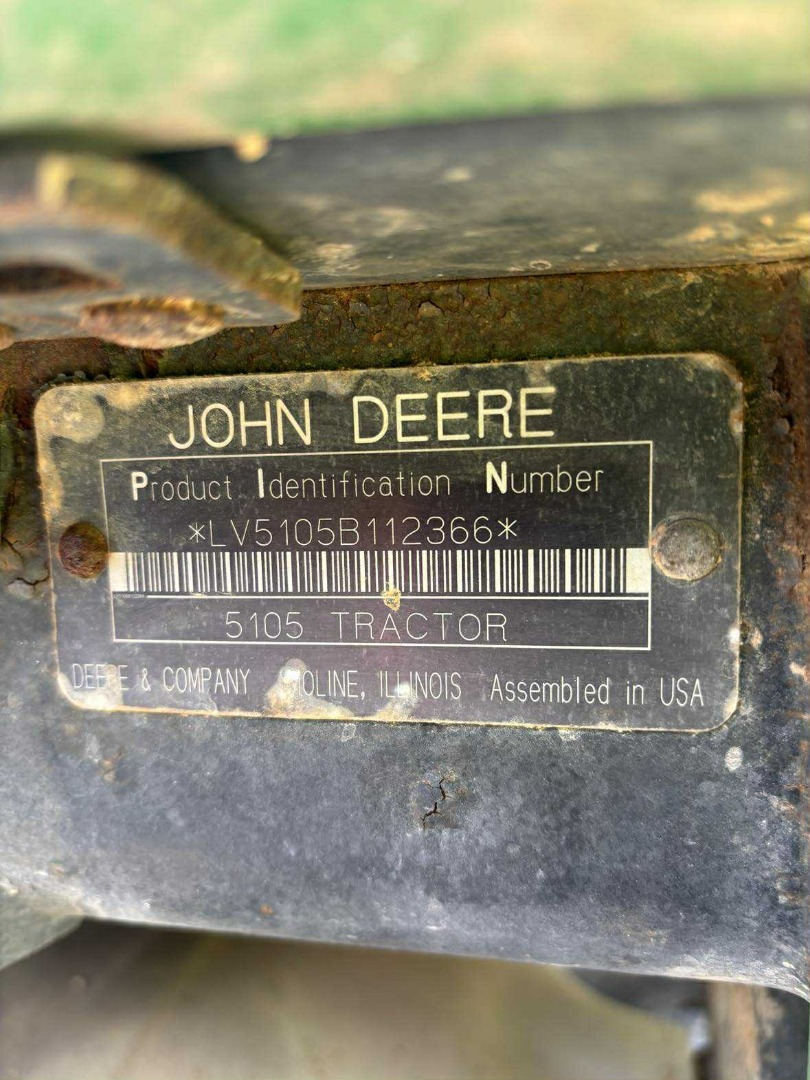 JOHN DEERE
Product Identification Number
*LV5105B112366*
5105 TRACTOR
DEERE & COMPANY MOLINE, ILLINOIS Assembled in USA